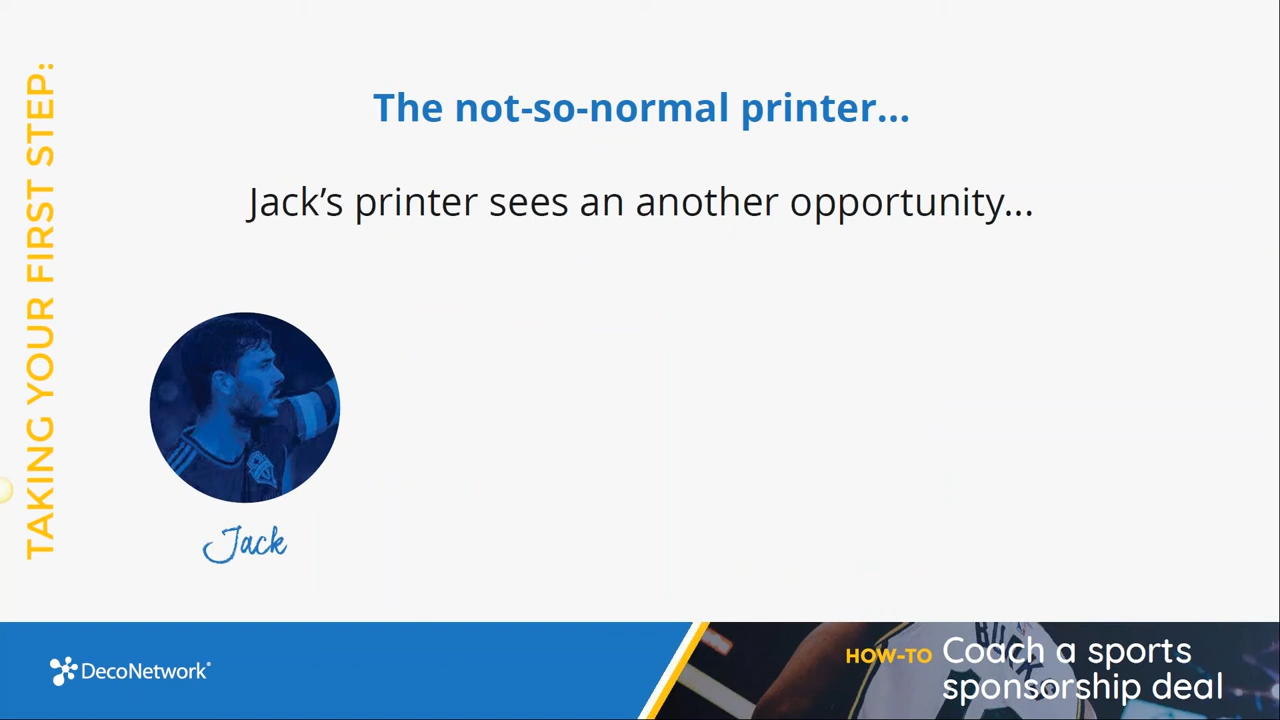 TAKING YOUR FIRST STEP:
The not-so-normal printer...
Jack’s printer sees an another opportunity...
Jack
DecoNetwork®
HOW-TO Coach a sports
sponsorship deal